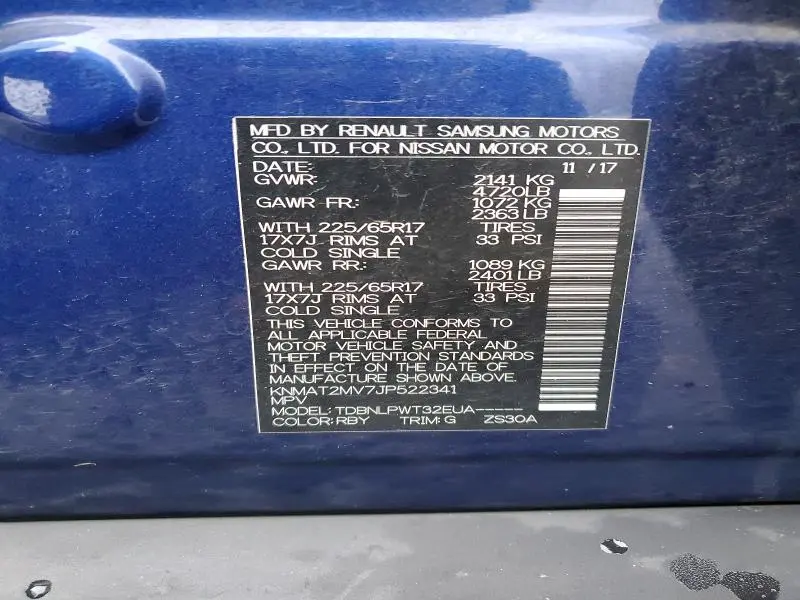 MFD BY RENAULT SAMSUNG MOTORS
CO., LTD. FOR NISSAN MOTOR CO., LTD.
DATE: 11 /17
GVWR: 2141 KG
4720LB
GAWR FR.: 1072 KG
2363 LB
WITH 225/65R17 TIRES
17X7J RIMS AT 33 PSI
COLD SINGLE
GAWR RR.: 1089 KG
2401 LB
WITH 225/65R17 TIRES
17X7J RIMS AT 33 PSI
COLD SINGLE
THIS VEHICLE CONFORMS TO
ALL APPLICABLE FEDERAL
MOTOR VEHICLE SAFETY AND
THEFT PREVENTION STANDARDS
IN EFFECT ON THE DATE OF
MANUFACTURE SHOWN ABOVE.
KNMAT2MV7JP522341
MPV
MODEL: TDBNLPWT32EUA-----
COLOR: RBY TRIM: G ZS30A